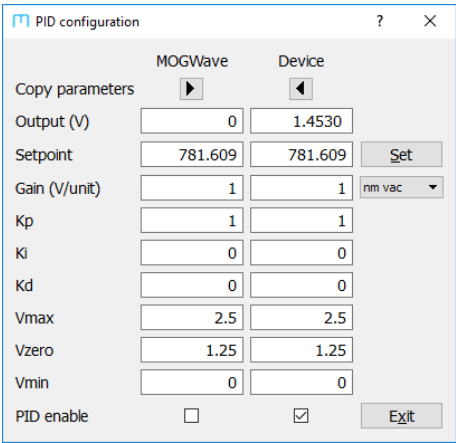 PID configuration ? ×
MOGWave Device
Copy parameters
Output (V) 0 1.4530
Setpoint 781.609 781.609 Set
Gain (V/unit) 1 1 nm vac
Kp 1 1
Ki 0 0
Kd 0 0
Vmax 2.5 2.5
Vzero 1.25 1.25
Vmin 0 0
PID enable Exit